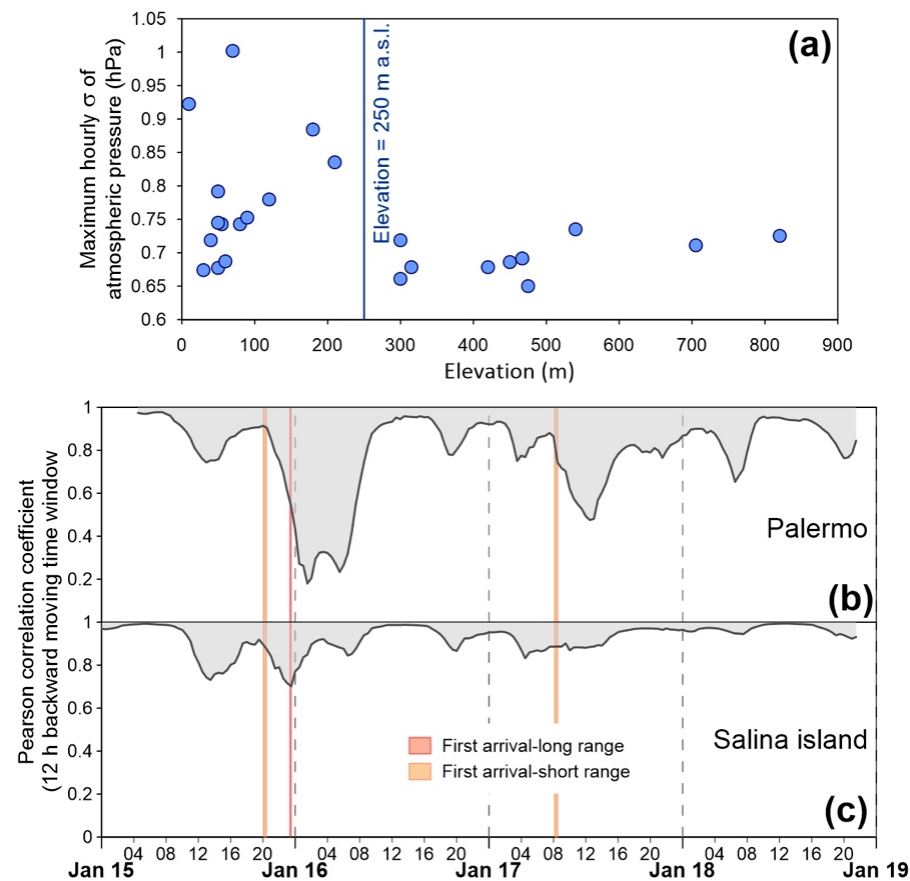 (a)
Maximum hourly σ of
atmospheric pressure (hPa)
1.05
1
0.95
0.9
0.85
0.8
0.75
0.7
0.65
0.6
Elevation = 250 m a.s.l.
0 100 200 300 400 500 600 700 800 900
Elevation (m)
Pearson correlation coefficient
(12 h backward moving time window
1
0.8
0.6
0.4
0.2
Palermo
(b)
1
0.8
0.6
0.4
0.2
0
Salina island
First arrival-long range
First arrival-short range
(c)
04 08 12 16 20 04 08 12 16 20 04 08 12 16 20 04 08 12 16 20
Jan 15 Jan 16 Jan 17 Jan 18 Jan 19